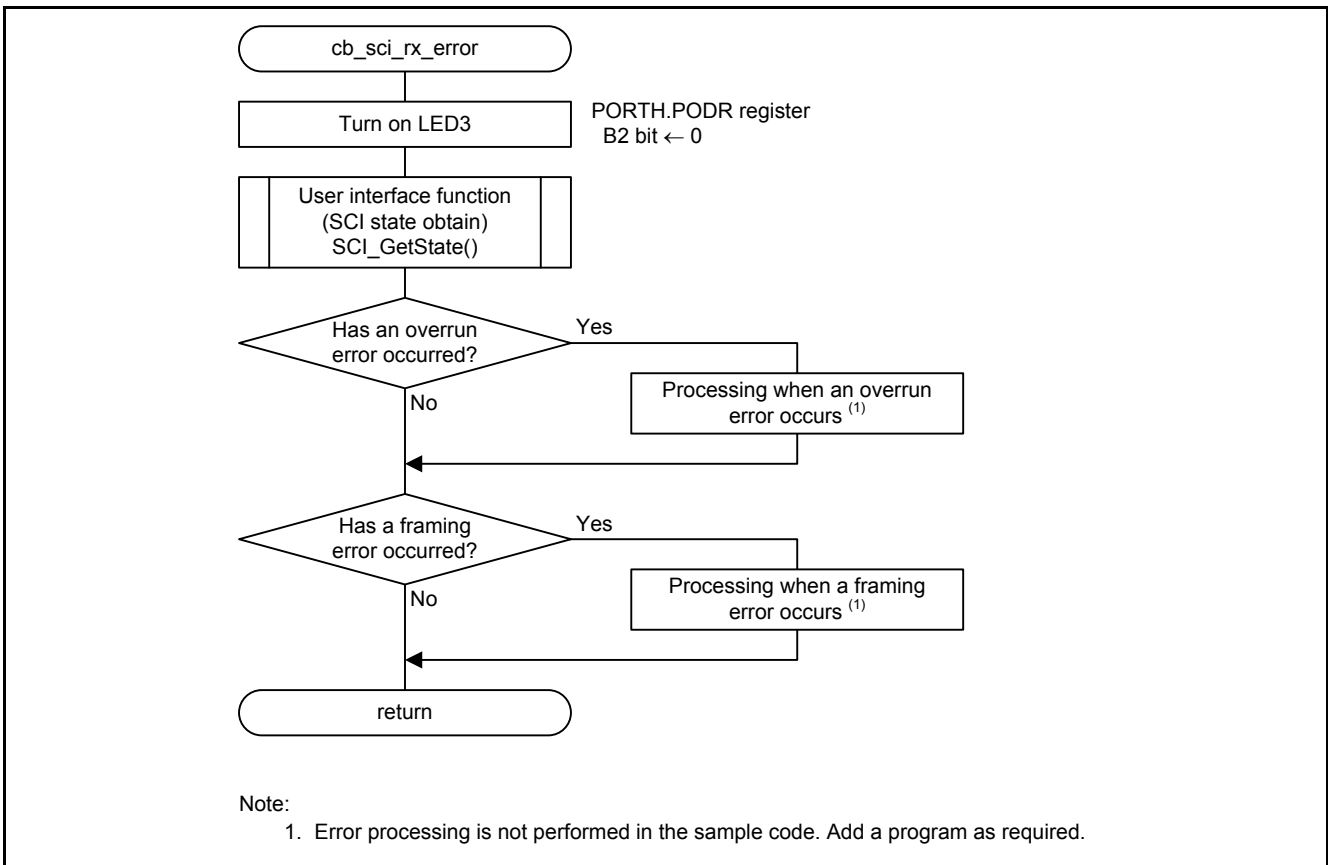 cb_sci_rx_error
Turn on LED3
PORTH.PODR register
B2 bit ← 0
User interface function
(SCI state obtain)
SCI_GetState()
Has an overrun
error occurred?
Yes
No
Processing when an overrun
error occurs (1)
Has a framing
error occurred?
Yes
No
Processing when a framing
error occurs (1)
return
Note:
1. Error processing is not performed in the sample code. Add a program as required.